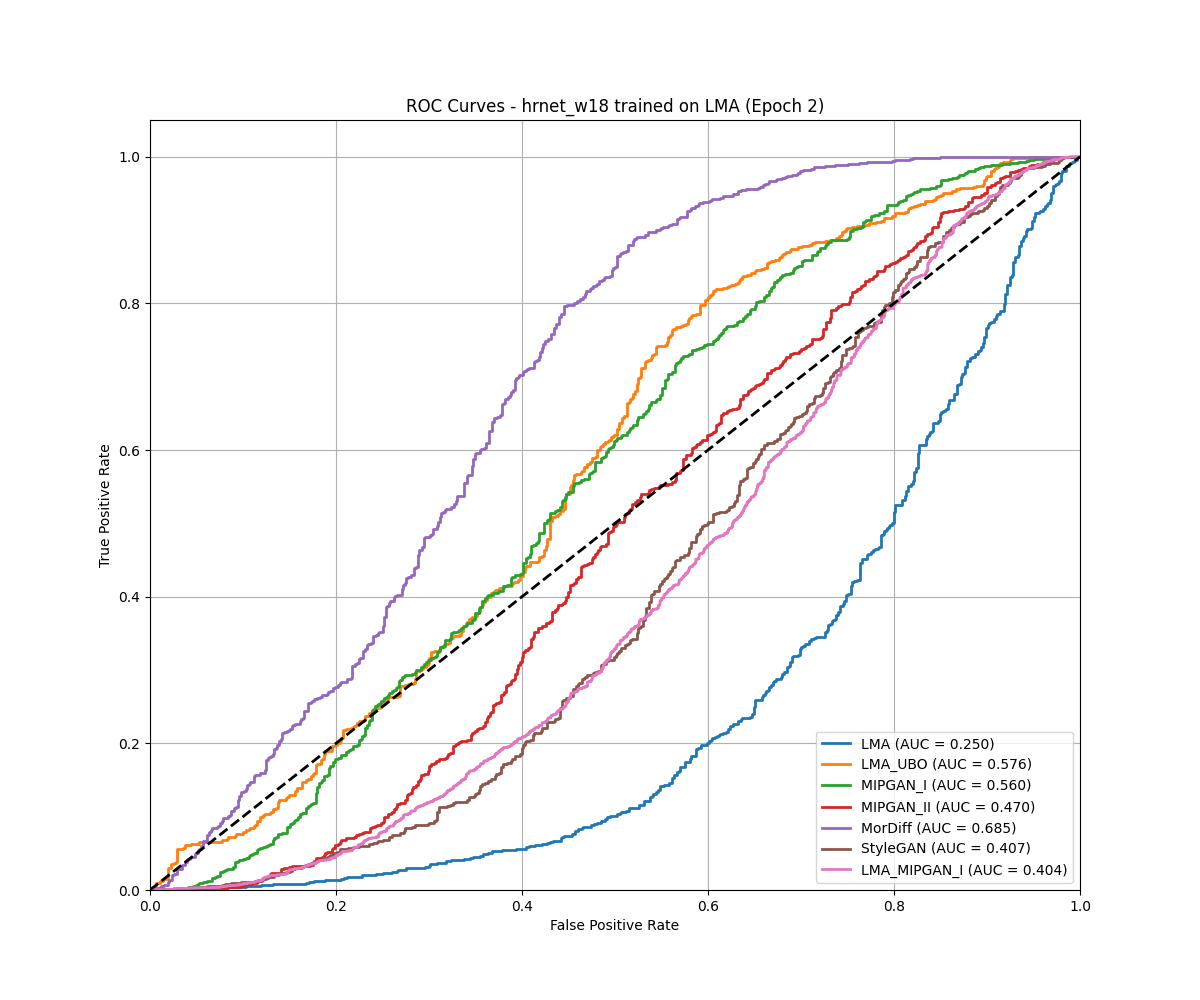 ROC Curves - hrnet_w18 trained on LMA (Epoch 2)
True Positive Rate
1.0
0.8
0.6
0.4
0.2
0.0
LMA (AUC = 0.250)
LMA_UBO (AUC = 0.576)
MIPGAN_I (AUC = 0.560)
MIPGAN_II (AUC = 0.470)
MorDiff (AUC = 0.685)
StyleGAN (AUC = 0.407)
LMA_MIPGAN_I (AUC = 0.404)
0.0 0.2 0.4 0.6 0.8 1.0
False Positive Rate